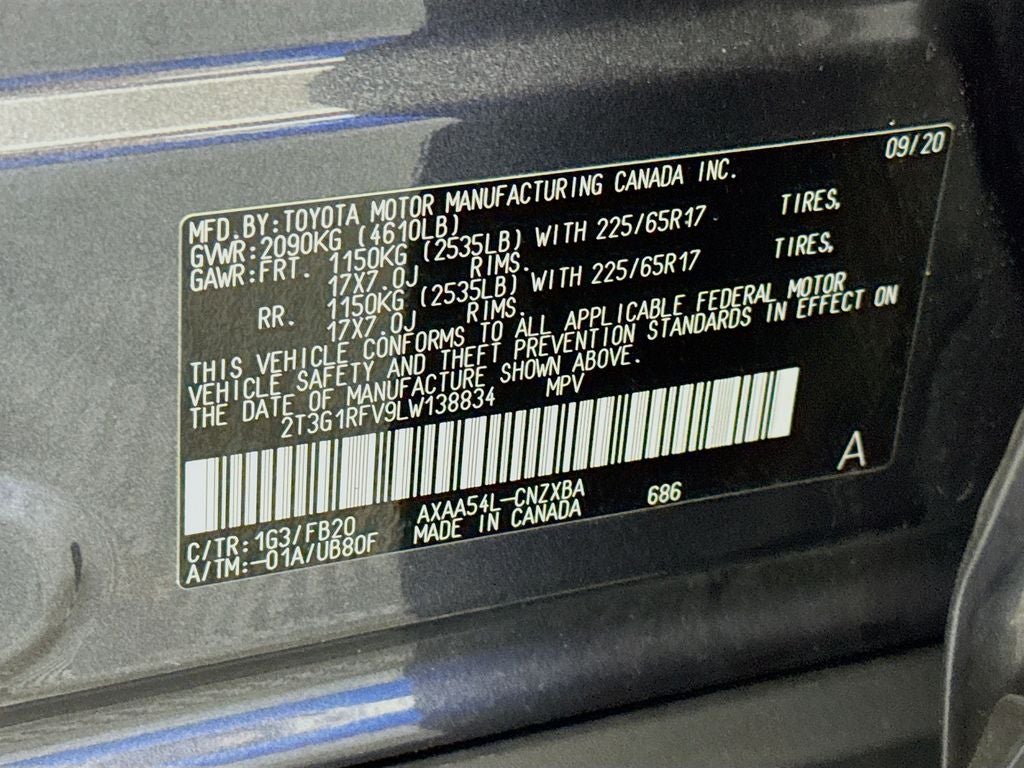 09/20
MFD.BY:TOYOTA MOTOR MANUFACTURING CANADA INC.
GVWR:2090KG (4610LB)
GAWR:FRT. 1150KG (2535LB) WITH 225/65R17 TIRES,
17X7.0J RIMS.
RR. 1150KG (2535LB) WITH 225/65R17 TIRES,
17X7.0J RIMS.
THIS VEHICLE CONFORMS TO ALL APPLICABLE FEDERAL MOTOR
VEHICLE SAFETY AND THEFT PREVENTION STANDARDS IN EFFECT ON
THE DATE OF MANUFACTURE SHOWN ABOVE.
2T3G1RFV9LW138834 MPV
A
C/TR:1G3/FB20 AXAA54L-CNZXBA 686
A/TM:-01A/UB80F MADE IN CANADA